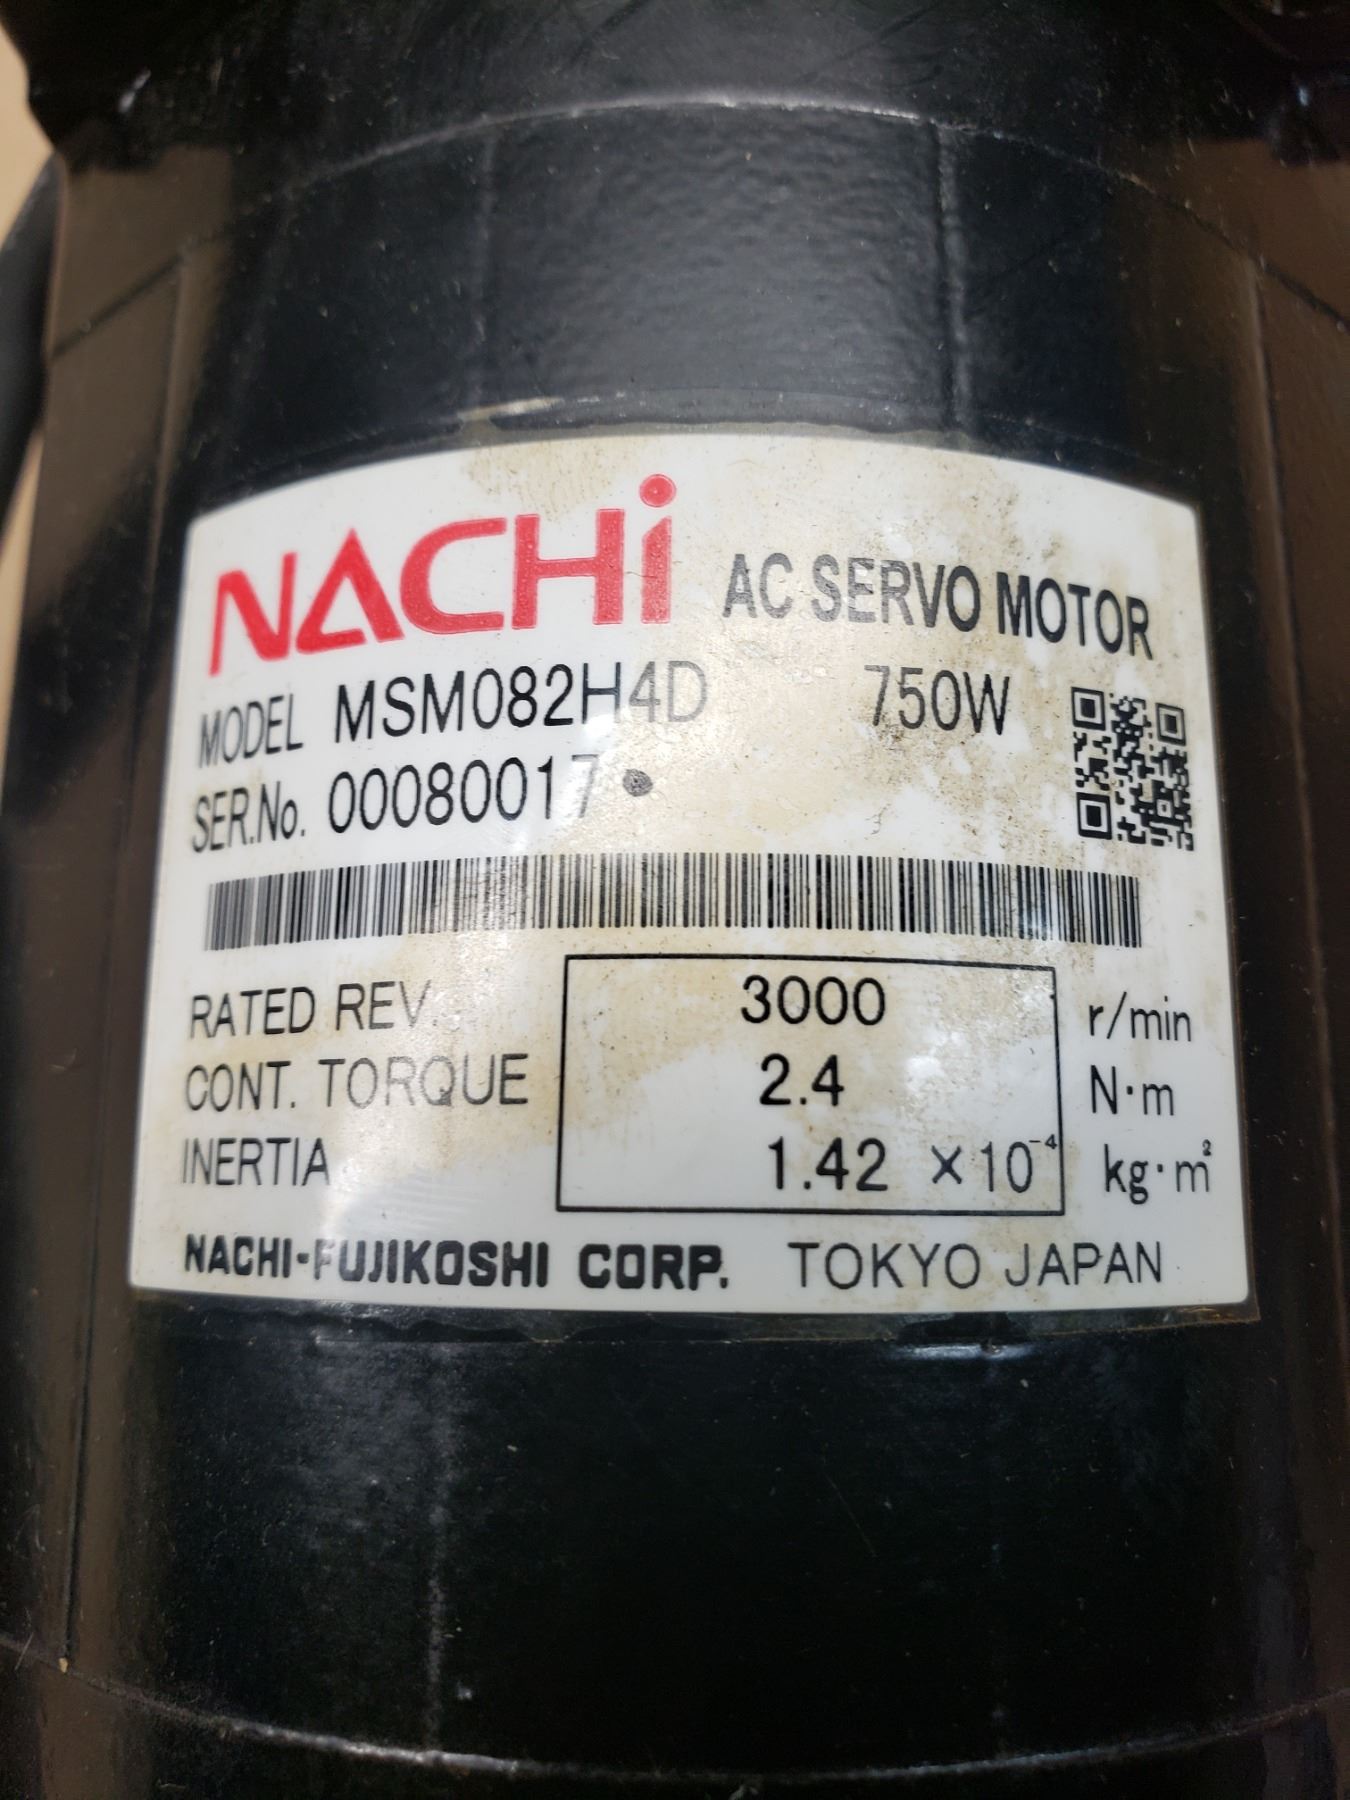 NACHi AC SERVO MOTOR
MODEL MSM082H4D 750W
SER.No. 00080017
RATED REV. 3000 r/min
CONT. TORQUE 2.4 N·m
INERTIA 1.42 ×10⁻⁴ kg·m²
NACHI-FUJIKOSHI CORP. TOKYO JAPAN